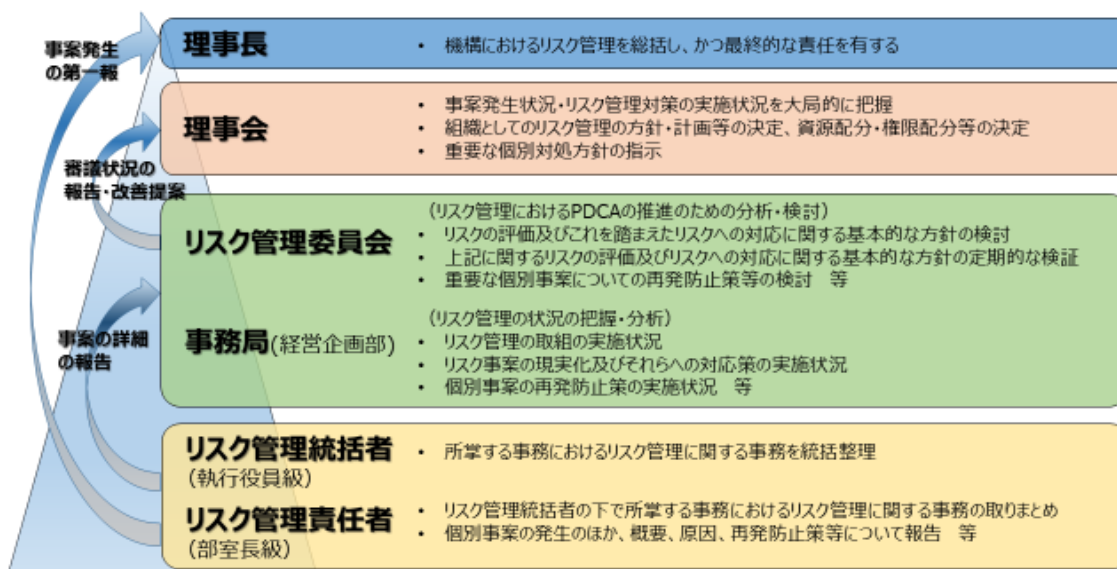 事案発生
の第一報
理事長
• 機構におけるリスク管理を総括し、かつ最終的な責任を有する
理事会
• 事案発生状況・リスク管理対策の実施状況を大局的に把握
• 組織としてのリスク管理の方針・計画等の決定、資源配分・権限配分等の決定
• 重要な個別対処方針の指示
審議状況の
報告・改善提案
リスク管理委員会
（リスク管理におけるPDCAの推進のための分析・検討）
• リスクの評価及びこれを踏まえたリスクへの対応に関する基本的な方針の検討
• 上記に関するリスクの評価及びリスクへの対応に関する基本的な方針の定期的な検証
• 重要な個別事案についての再発防止策等の検討　等
事案の詳細
の報告
事務局(経営企画部)
（リスク管理の状況の把握・分析）
• リスク管理の取組の実施状況
• リスク事案の現実化及びそれらへの対応策の実施状況
• 個別事案の再発防止策の実施状況　等
リスク管理統括者
(執行役員級)
• 所掌する事務におけるリスク管理に関する事務を統括整理
リスク管理責任者
(部室長級)
• リスク管理統括者の下で所掌する事務におけるリスク管理に関する事務の取りまとめ
• 個別事案の発生のほか、概要、原因、再発防止策等について報告　等